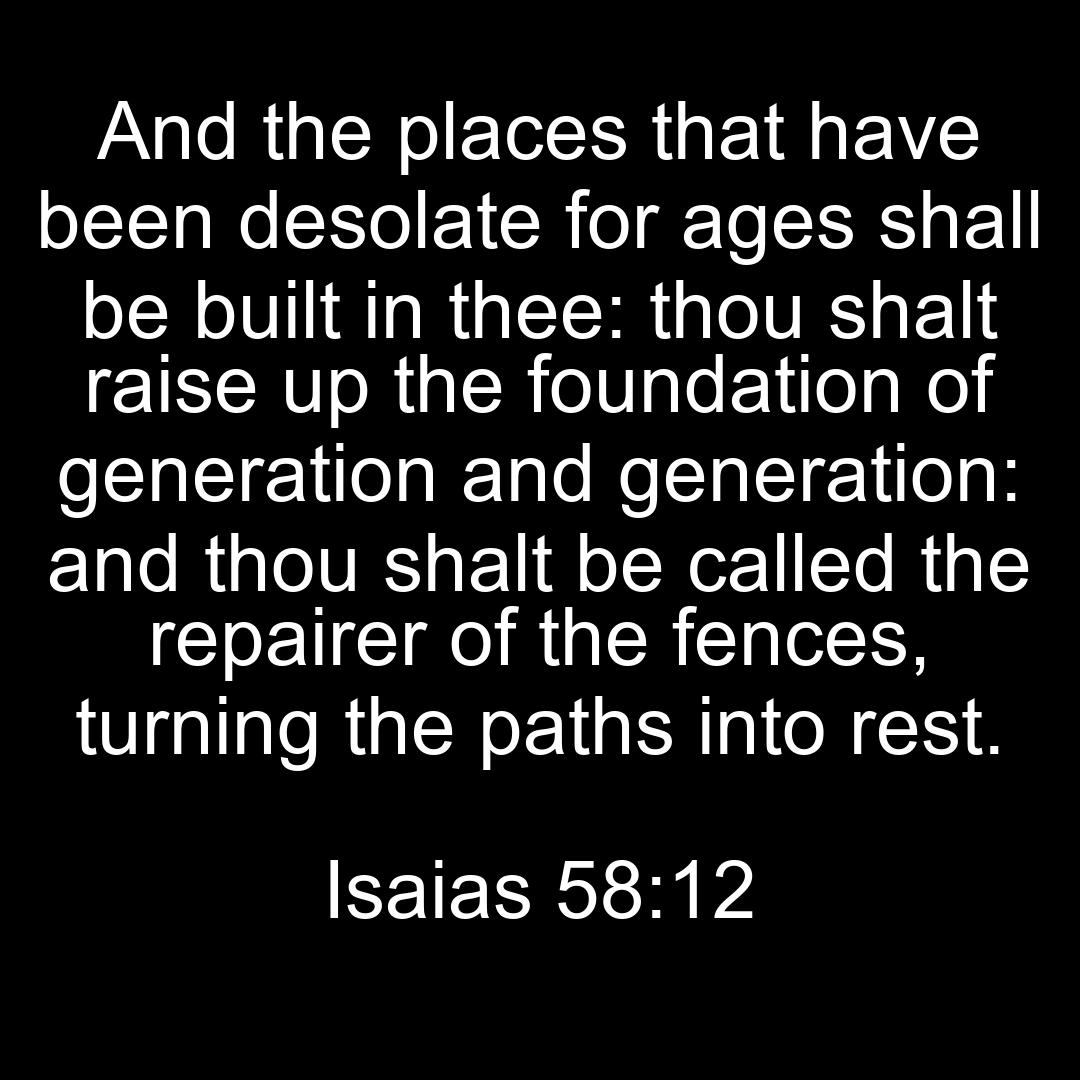 And the places that have
been desolate for ages shall
be built in thee: thou shalt
raise up the foundation of
generation and generation:
and thou shalt be called the
repairer of the fences,
turning the paths into rest.
Isaias 58:12